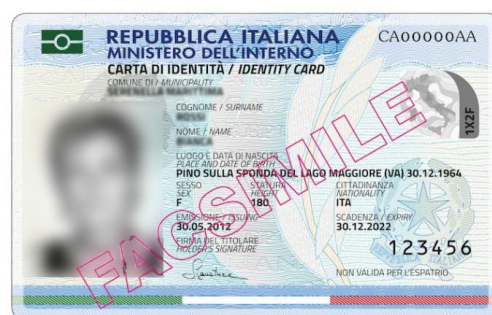 REPUBBLICA ITALIANA
CA00000AA
MINISTERO DELL'INTERNO
CARTA DI IDENTITÀ / IDENTITY CARD
COMUNE DI / MUNICIPALITY
SERENELLA MARITTIMA
COGNOME / SURNAME
ROSSI
NOME / NAME
BIANCA
1X2F
LUOGO E DATA DI NASCITA
PLACE AND DATE OF BIRTH
PINO SULLA SPONDA DEL LAGO MAGGIORE (VA) 30.12.1964
SESSO STATURA CITTADINANZA
SEX HEIGHT NATIONALITY
F 180 ITA
EMISSIONE / ISSUING SCADENZA / EXPIRY
30.05.2012 30.12.2022
FIRMA DEL TITOLARE
HOLDER'S SIGNATURE
123456
NON VALIDA PER L'ESPATRIO
FACSIMILE